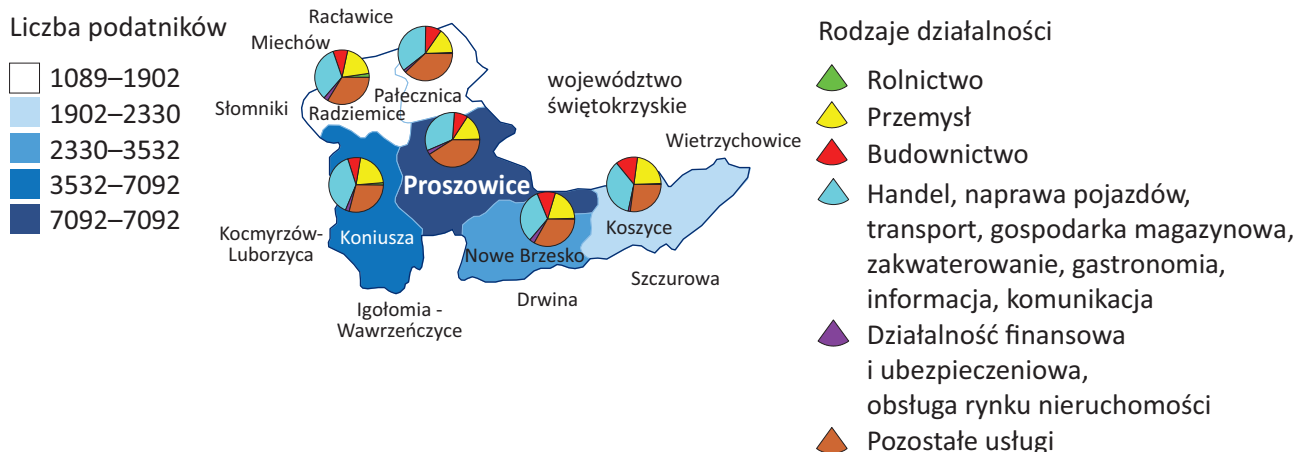 Liczba podatników
1089–1902
1902–2330
2330–3532
3532–7092
7092–7092
Racławice
Miechów
Słomniki
Pałecznica
Radziemice
województwo
świętokrzyskie
Wietrzychowice
Proszowice
Kocmyrzów-
Luborzyca
Koniusza
Nowe Brzesko
Koszyce
Szczurowa
Drwina
Igołomia -
Wawrzeńczyce
Rodzaje działalności
Rolnictwo
Przemysł
Budownictwo
Handel, naprawa pojazdów,
transport, gospodarka magazynowa,
zakwaterowanie, gastronomia,
informacja, komunikacja
Działalność finansowa
i ubezpieczeniowa,
obsługa rynku nieruchomości
Pozostałe usługi